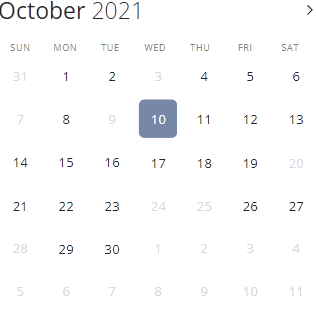 October 2021
SUN MON TUE WED THU FRI SAT
31 1 2 3 4 5 6
7 8 9 10 11 12 13
14 15 16 17 18 19 20
21 22 23 24 25 26 27
28 29 30 1 2 3 4
5 6 7 8 9 10 11